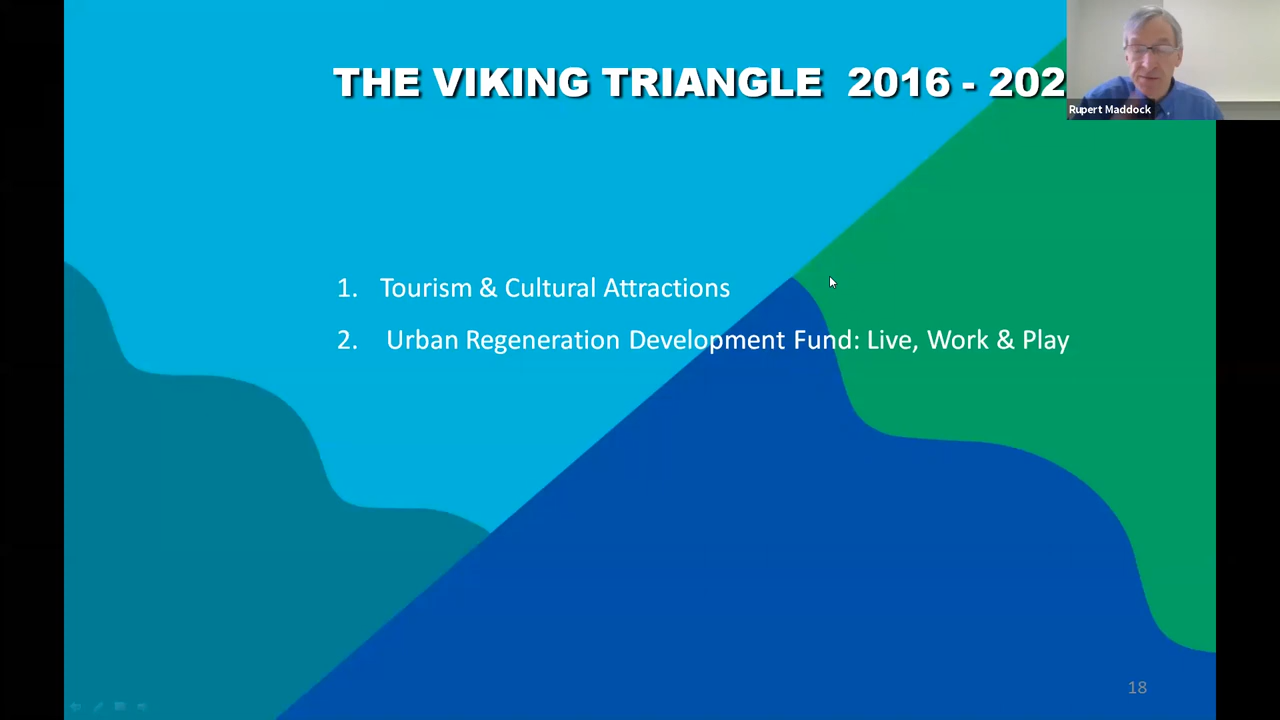 THE VIKING TRIANGLE 2016 - 202
Rupert Maddock
1. Tourism & Cultural Attractions
2. Urban Regeneration Development Fund: Live, Work & Play
18